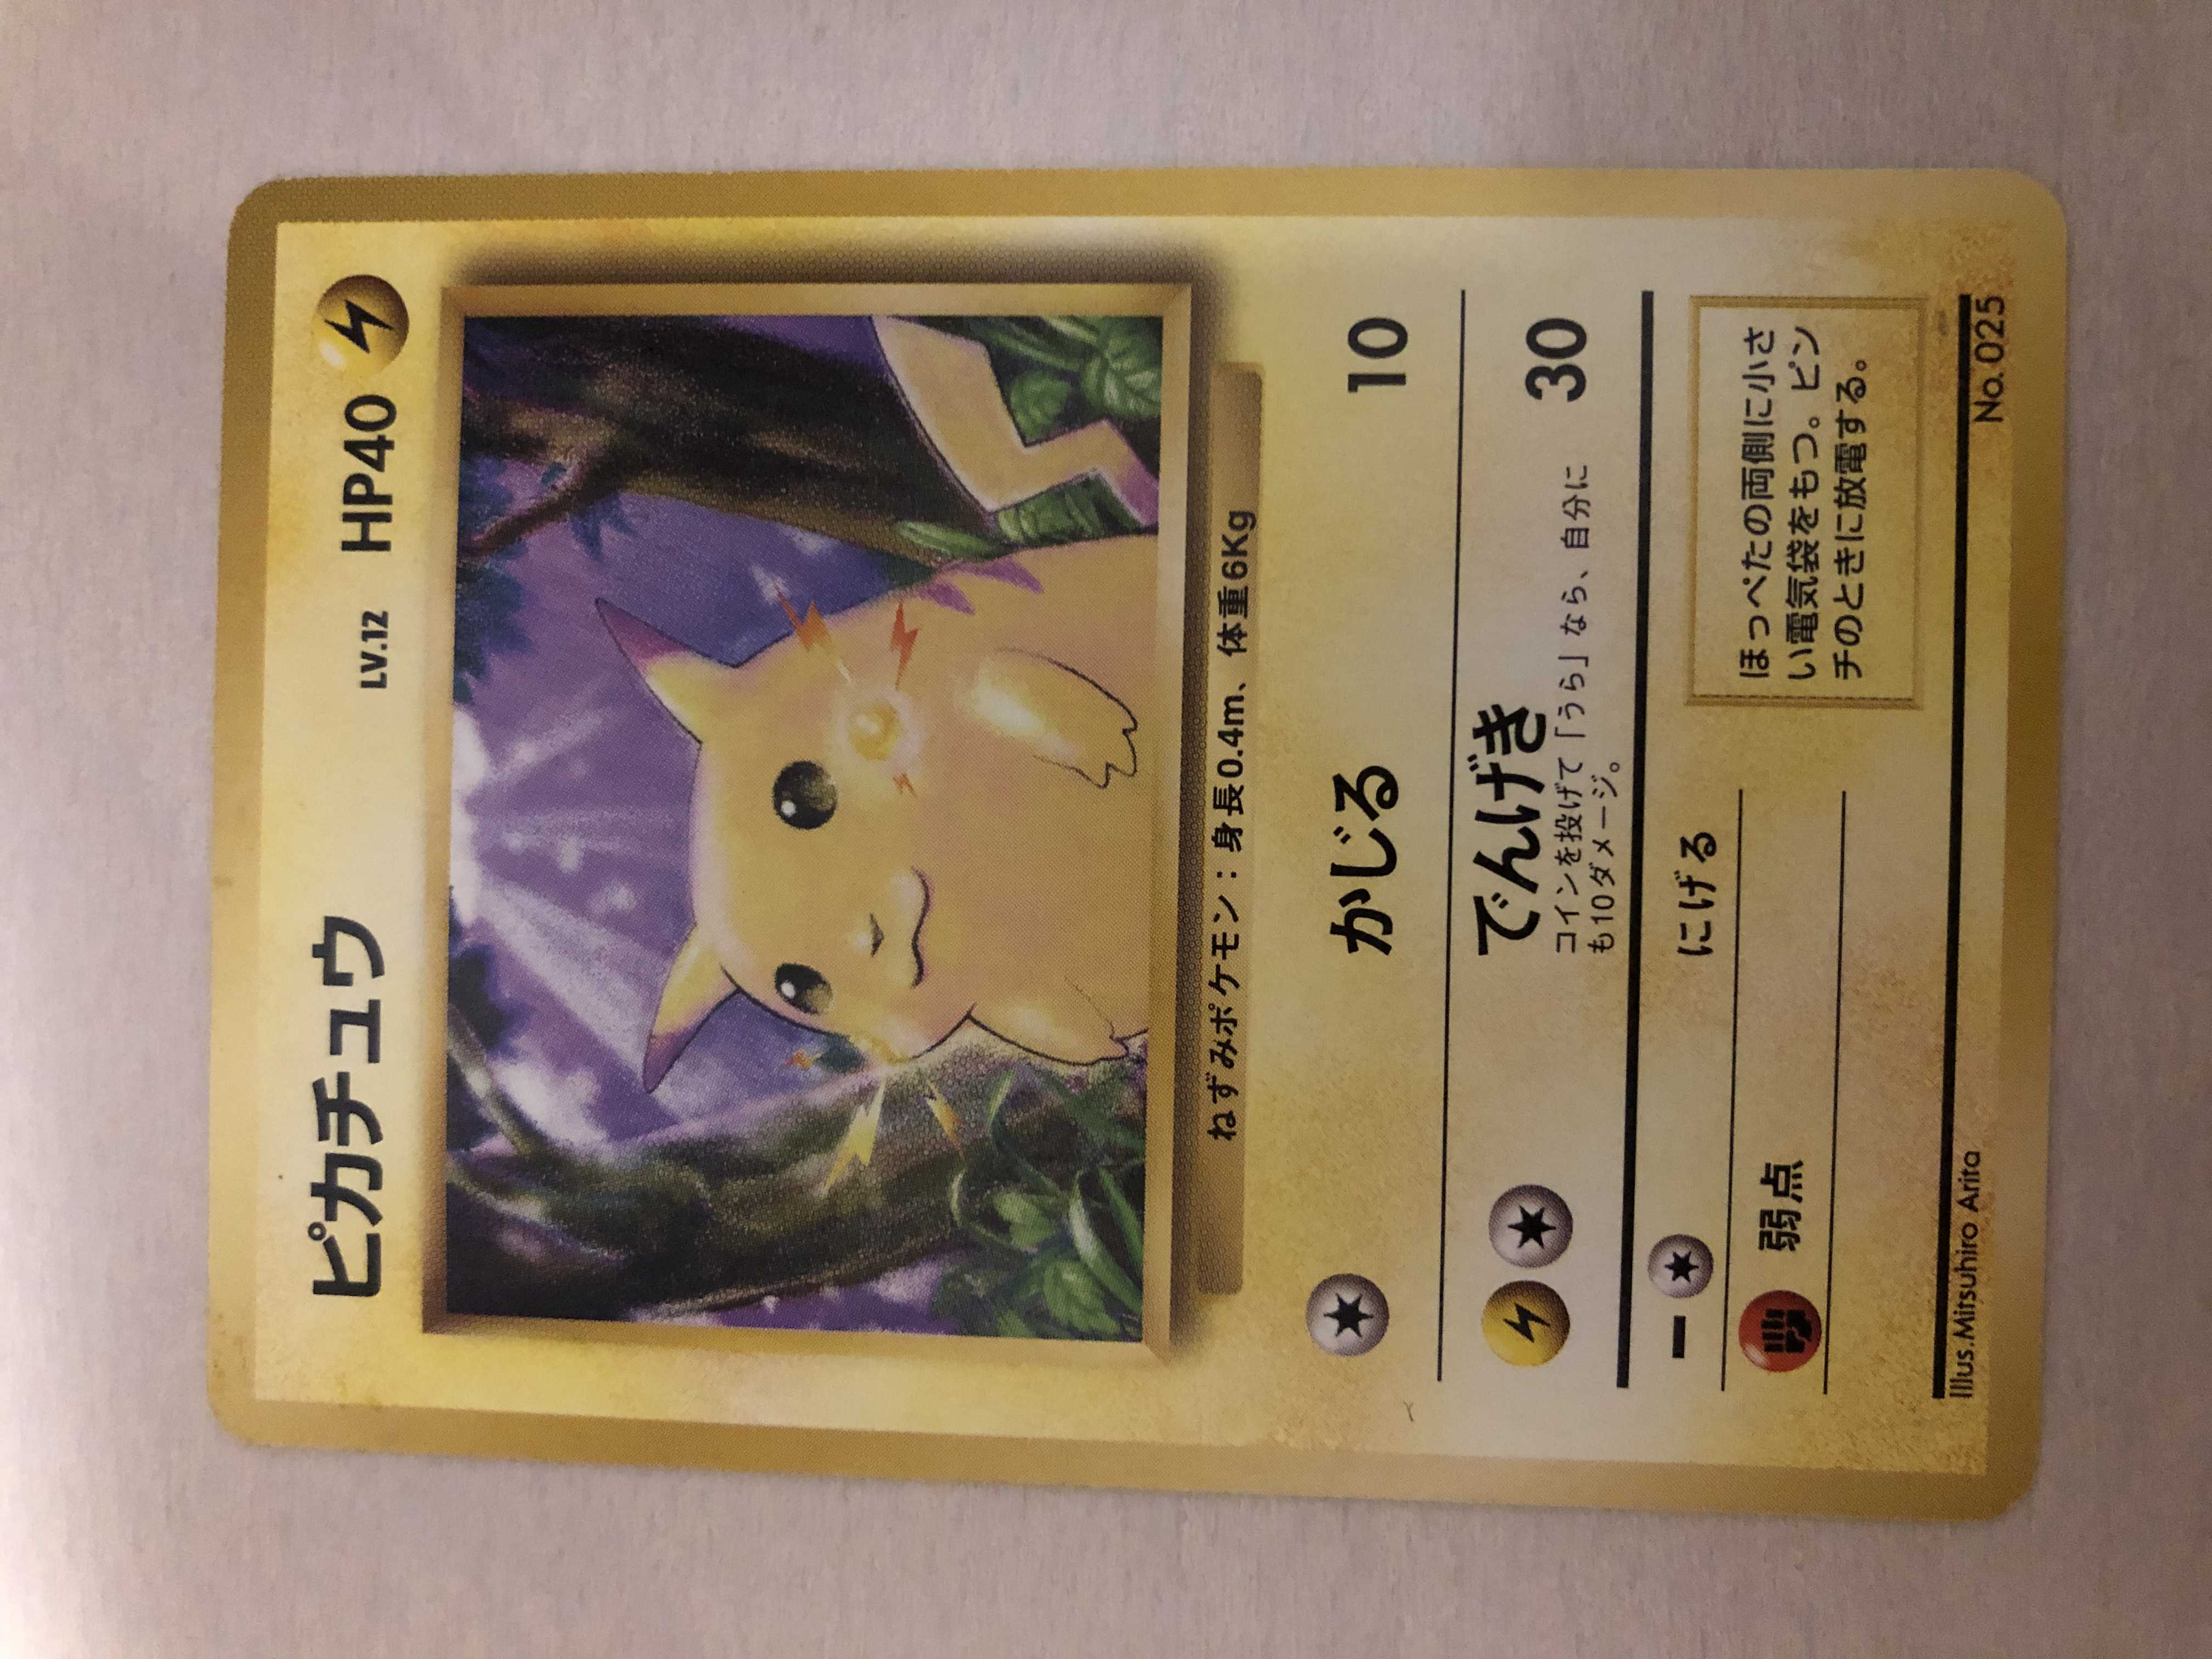 ピカチュウ LV.12 HP40
ねずみポケモン：身長0.4m、体重6Kg
かじる 10
でんげき 30
コインを投げて「うら」なら、自分に
も10ダメージ。
にげる
弱点
ほっぺたの両側に小さ
い電気袋をもつ。ピン
チのときに放電する。
Illus.Mitsuhiro Arita No.025